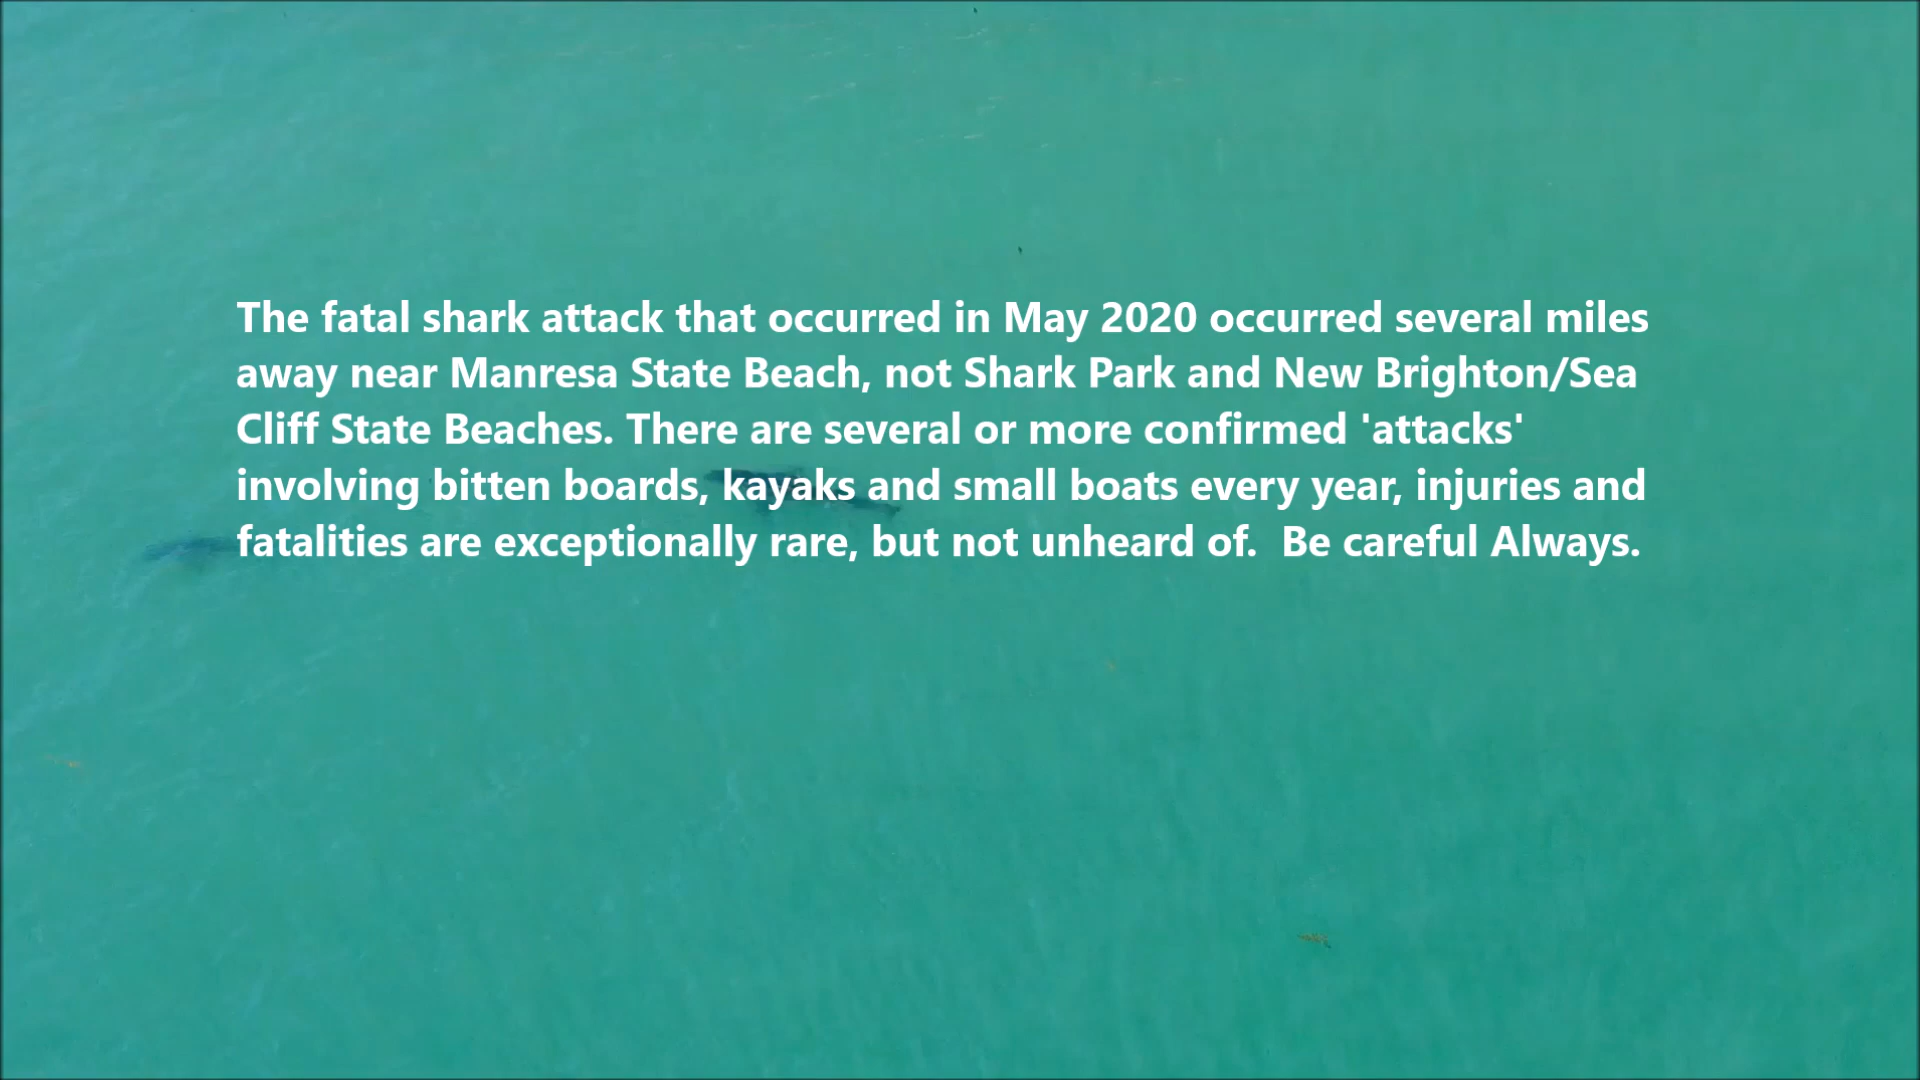 The fatal shark attack that occurred in May 2020 occurred several miles
away near Manresa State Beach, not Shark Park and New Brighton/Sea
Cliff State Beaches. There are several or more confirmed 'attacks'
involving bitten boards, kayaks and small boats every year, injuries and
fatalities are exceptionally rare, but not unheard of.  Be careful Always.